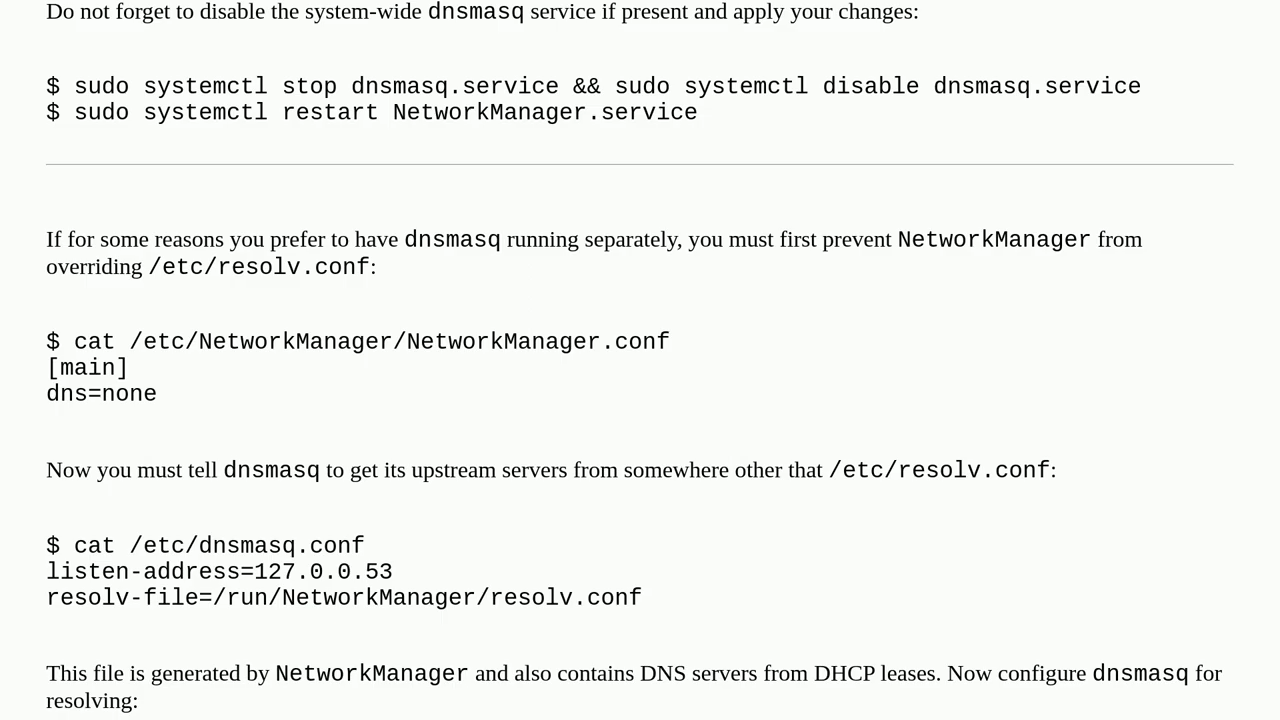 Do not forget to disable the system-wide dnsmasq service if present and apply your changes:
$ sudo systemctl stop dnsmasq.service && sudo systemctl disable dnsmasq.service
$ sudo systemctl restart NetworkManager.service
If for some reasons you prefer to have dnsmasq running separately, you must first prevent NetworkManager from
overriding /etc/resolv.conf:
$ cat /etc/NetworkManager/NetworkManager.conf
[main]
dns=none
Now you must tell dnsmasq to get its upstream servers from somewhere other that /etc/resolv.conf:
$ cat /etc/dnsmasq.conf
listen-address=127.0.0.53
resolv-file=/run/NetworkManager/resolv.conf
This file is generated by NetworkManager and also contains DNS servers from DHCP leases. Now configure dnsmasq for
resolving: